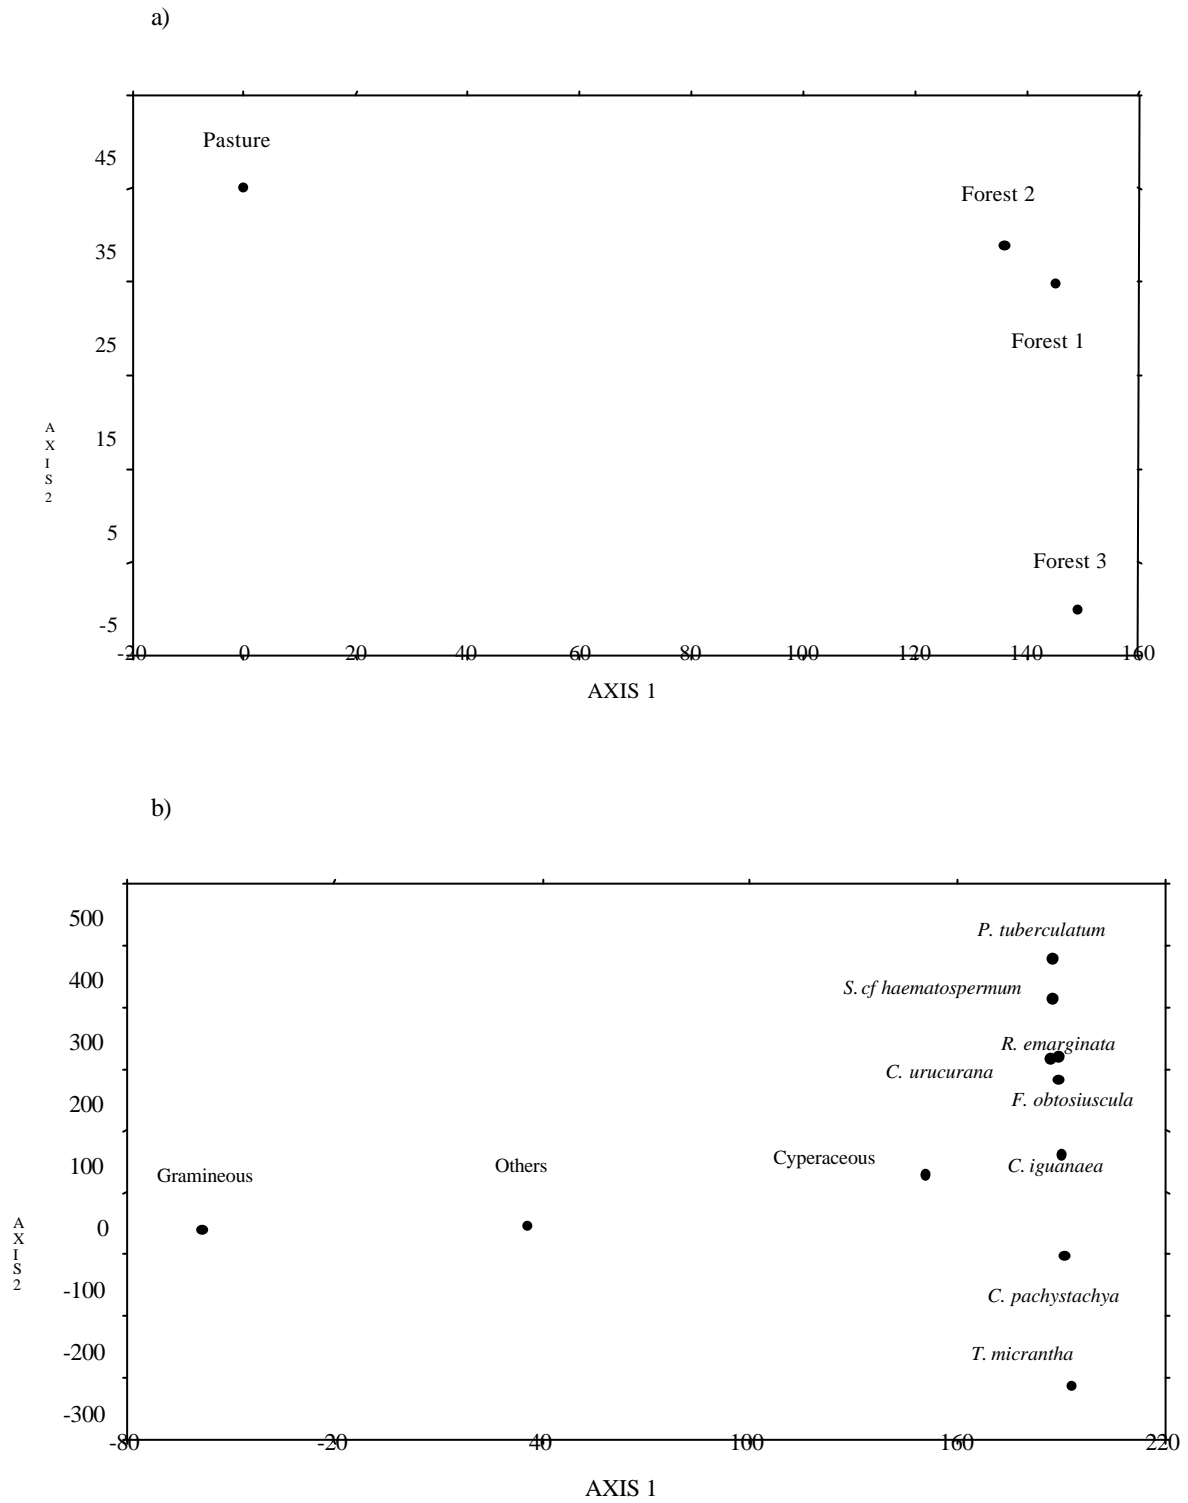 a)
Pasture
45
Forest 2
35
Forest 1
25
15
AXIS 2
5
Forest 3
-5
-20 0 20 40 60 80 100 120 140 160
AXIS 1
b)
500
P. tuberculatum
400
S. cf haematospermum
300
R. emarginata
C. urucurana
200
F. obtosiuscula
100
Gramineous
Others
Cyperaceous
C. iguanaea
AXIS 2
0
-100
C. pachystachya
-200
T. micrantha
-300
-80 -20 40 100 160 220
AXIS 1